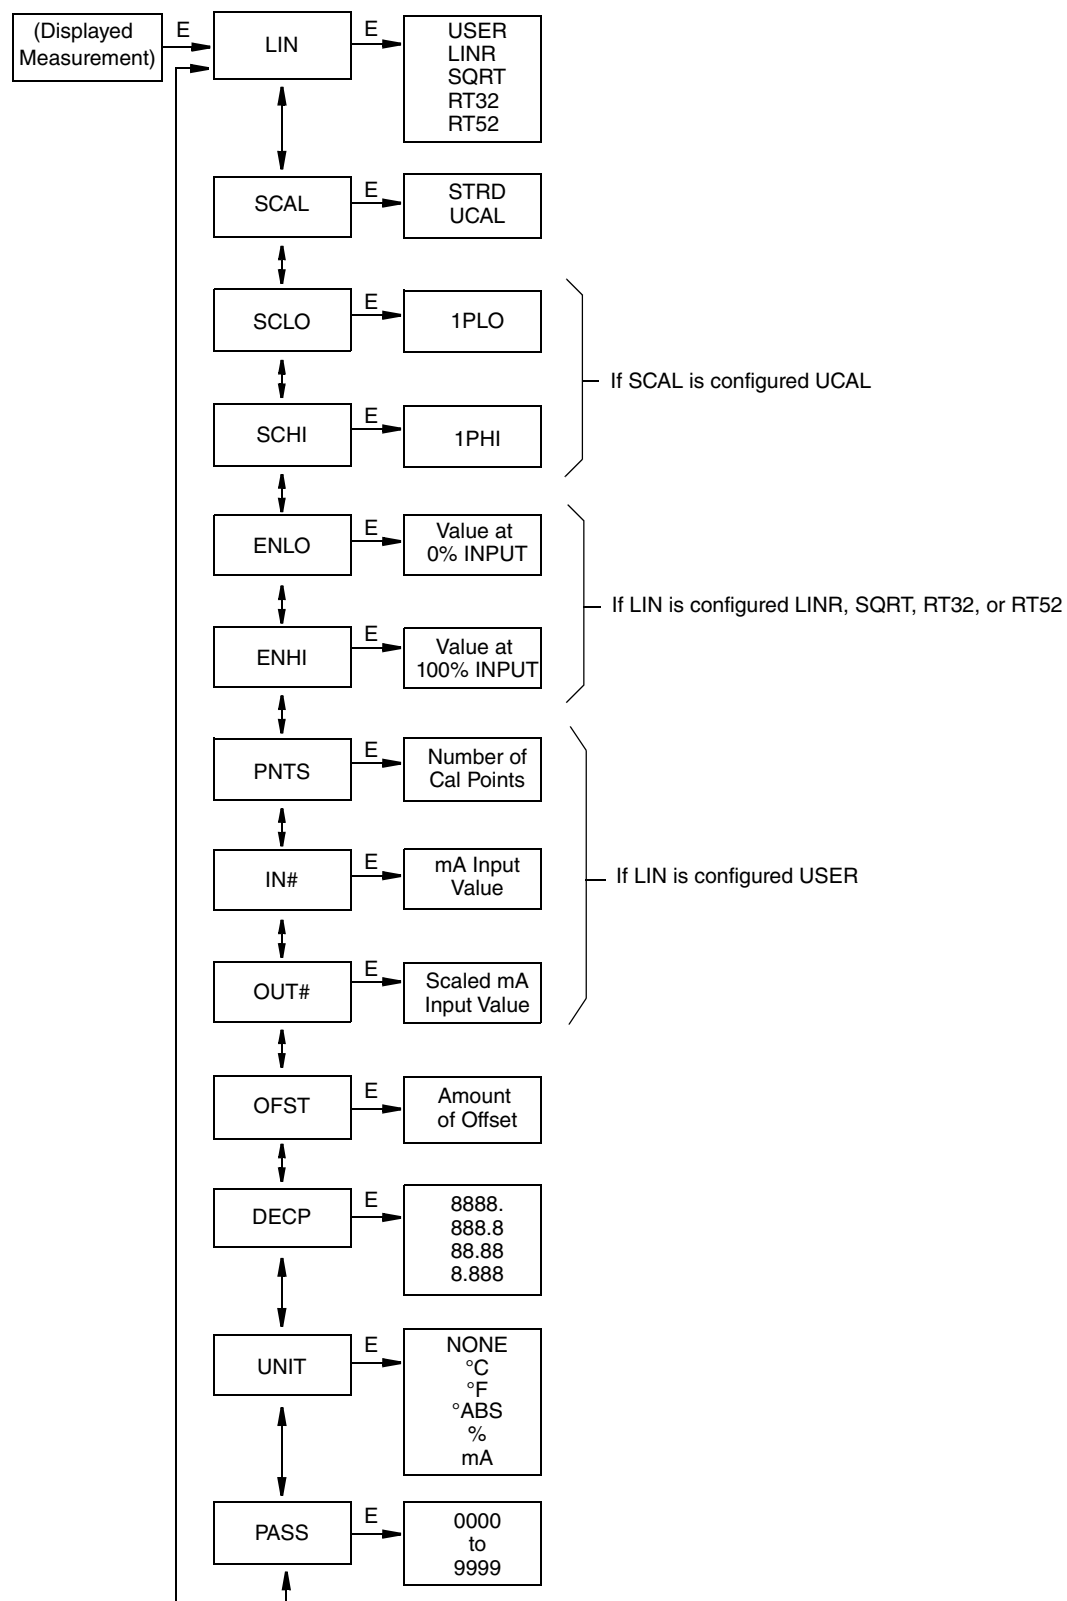 (Displayed
Measurement)
E
LIN
E
USER
LINR
SQRT
RT32
RT52
SCAL
E
STRD
UCAL
SCLO
E
1PLO
If SCAL is configured UCAL
SCHI
E
1PHI
ENLO
E
Value at
0% INPUT
If LIN is configured LINR, SQRT, RT32, or RT52
ENHI
E
Value at
100% INPUT
PNTS
E
Number of
Cal Points
IN#
E
mA Input
Value
If LIN is configured USER
OUT#
E
Scaled mA
Input Value
OFST
E
Amount
of Offset
DECP
E
8888.
888.8
88.88
8.888
UNIT
E
NONE
°C
°F
°ABS
%
mA
PASS
E
0000
to
9999